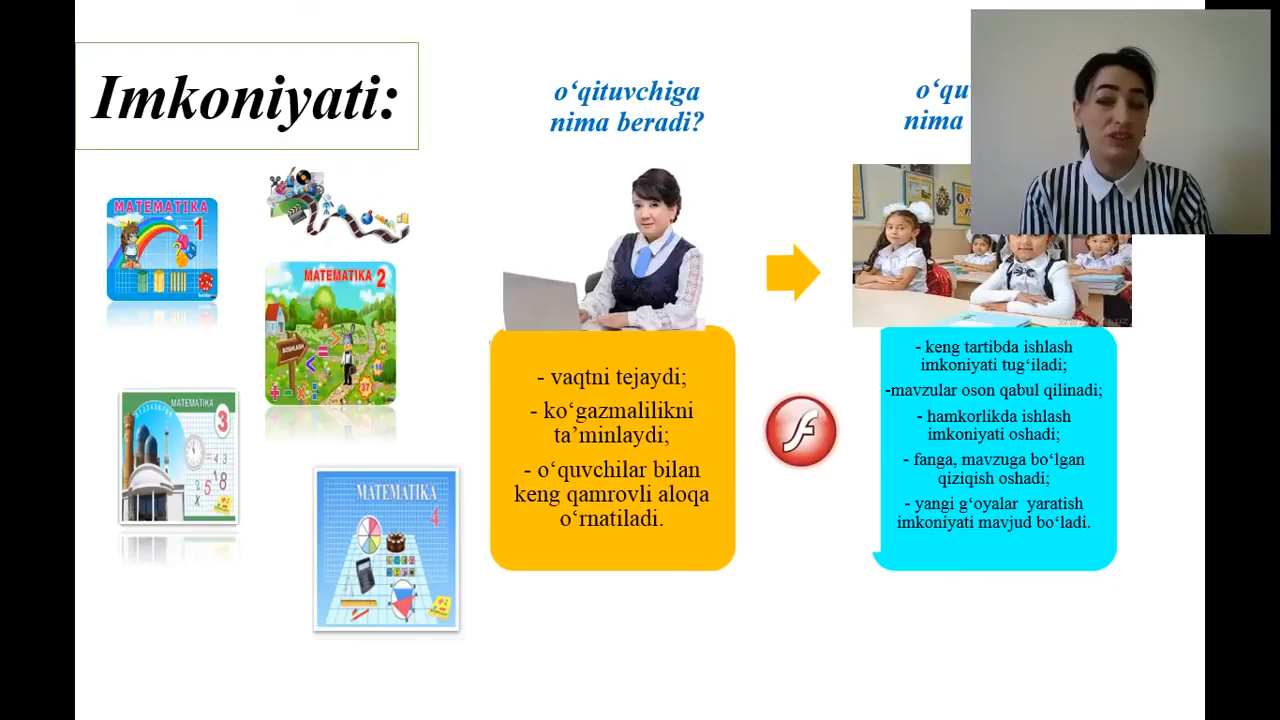 Imkoniyati:
o‘qituvchiga
nima beradi?
nima
MATEMATIKA
1
MATEMATIKA 2
BOSHLASH
MATEMATIKA
3
MATEMATIKA
4
- vaqtni tejaydi;
- ko‘gazmalilikni
ta’minlaydi;
- o‘quvchilar bilan
keng qamrovli aloqa
o‘rnatiladi.
- keng tartibda ishlash
imkoniyati tug‘iladi;
-mavzular oson qabul qilinadi;
- hamkorlikda ishlash
imkoniyati oshadi;
- fanga, mavzuga bo‘lgan
qiziqish oshadi;
- yangi g‘oyalar yaratish
imkoniyati mavjud bo‘ladi.